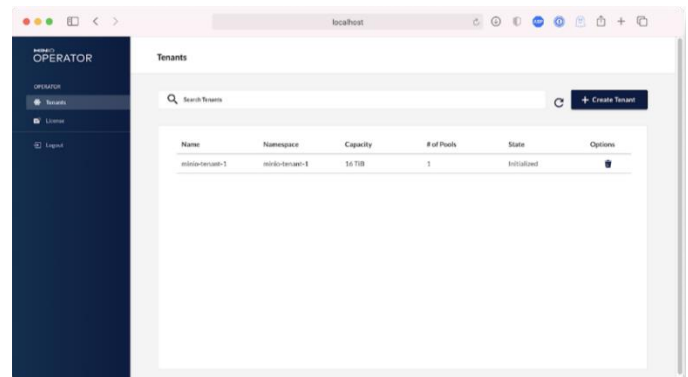 localhost
MINIO
OPERATOR
Tenants
OPERATOR
Tenants
License
Logout
Search Tenants
+ Create Tenant
Name Namespace Capacity # of Pools State Options
minio-tenant-1 minio-tenant-1 16 TiB 1 Initialized